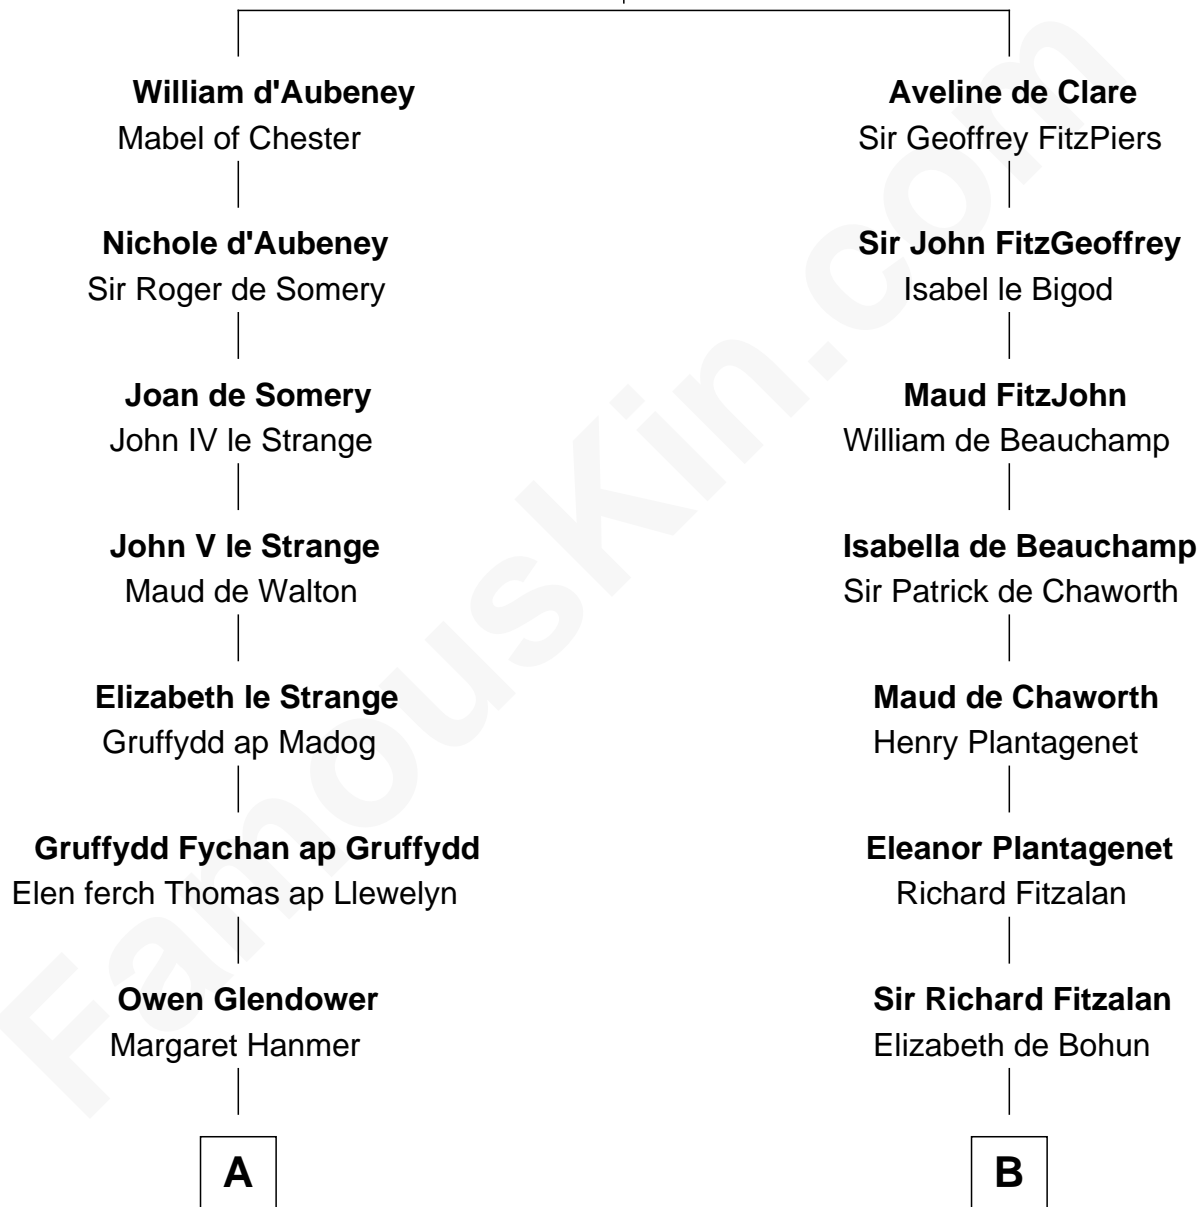 William d'Aubeney
Mabel of Chester
Nichole d'Aubeney
Sir Roger de Somery
Joan de Somery
John IV le Strange
John V le Strange
Maud de Walton
Elizabeth le Strange
Gruffydd ap Madog
Gruffydd Fychan ap Gruffydd
Elen ferch Thomas ap Llewelyn
Owen Glendower
Margaret Hanmer
A
Aveline de Clare
Sir Geoffrey FitzPiers
Sir John FitzGeoffrey
Isabel le Bigod
Maud FitzJohn
William de Beauchamp
Isabella de Beauchamp
Sir Patrick de Chaworth
Maud de Chaworth
Henry Plantagenet
Eleanor Plantagenet
Richard Fitzalan
Sir Richard Fitzalan
Elizabeth de Bohun
B
FamousKin.com